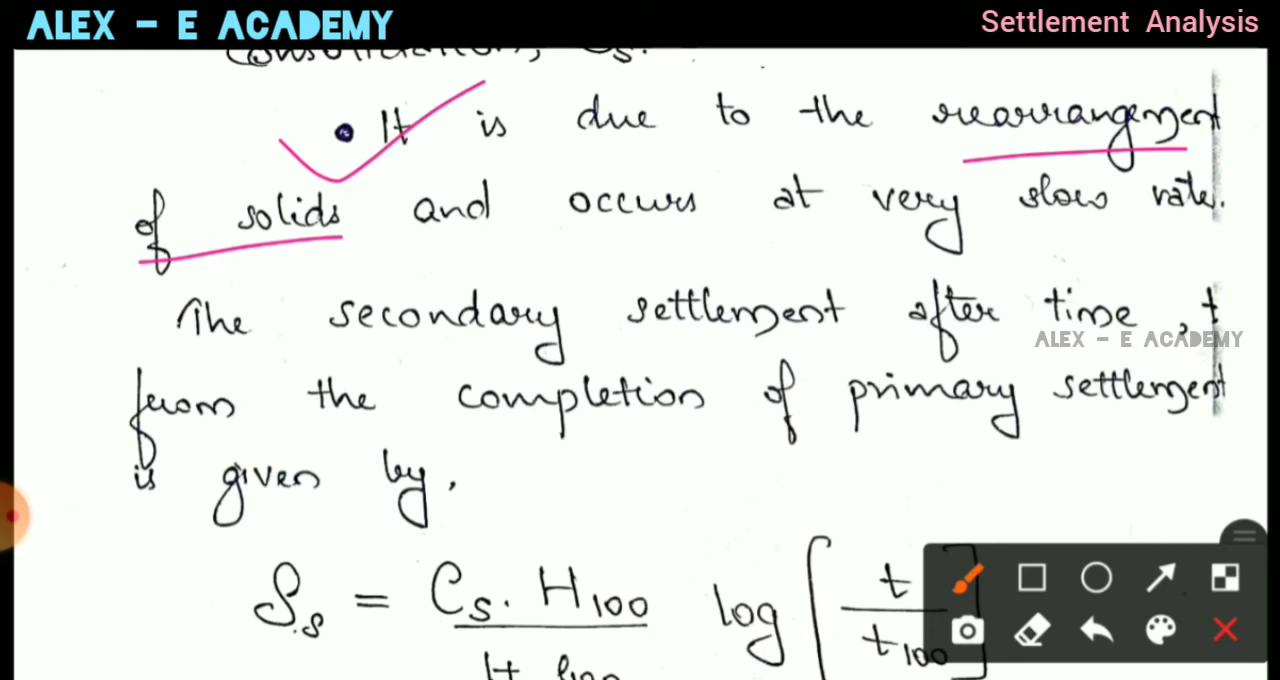 ALEX - E ACADEMY
Settlement Analysis
Consolidation, Cs.
• It is due to the rearrangement
of solids and occurs at very slow rate.
The secondary settlement after time, t
ALEX - E ACADEMY
from the completion of primary settlement
is given by,
Ss = Cs. H100 log [ t
t100 ]